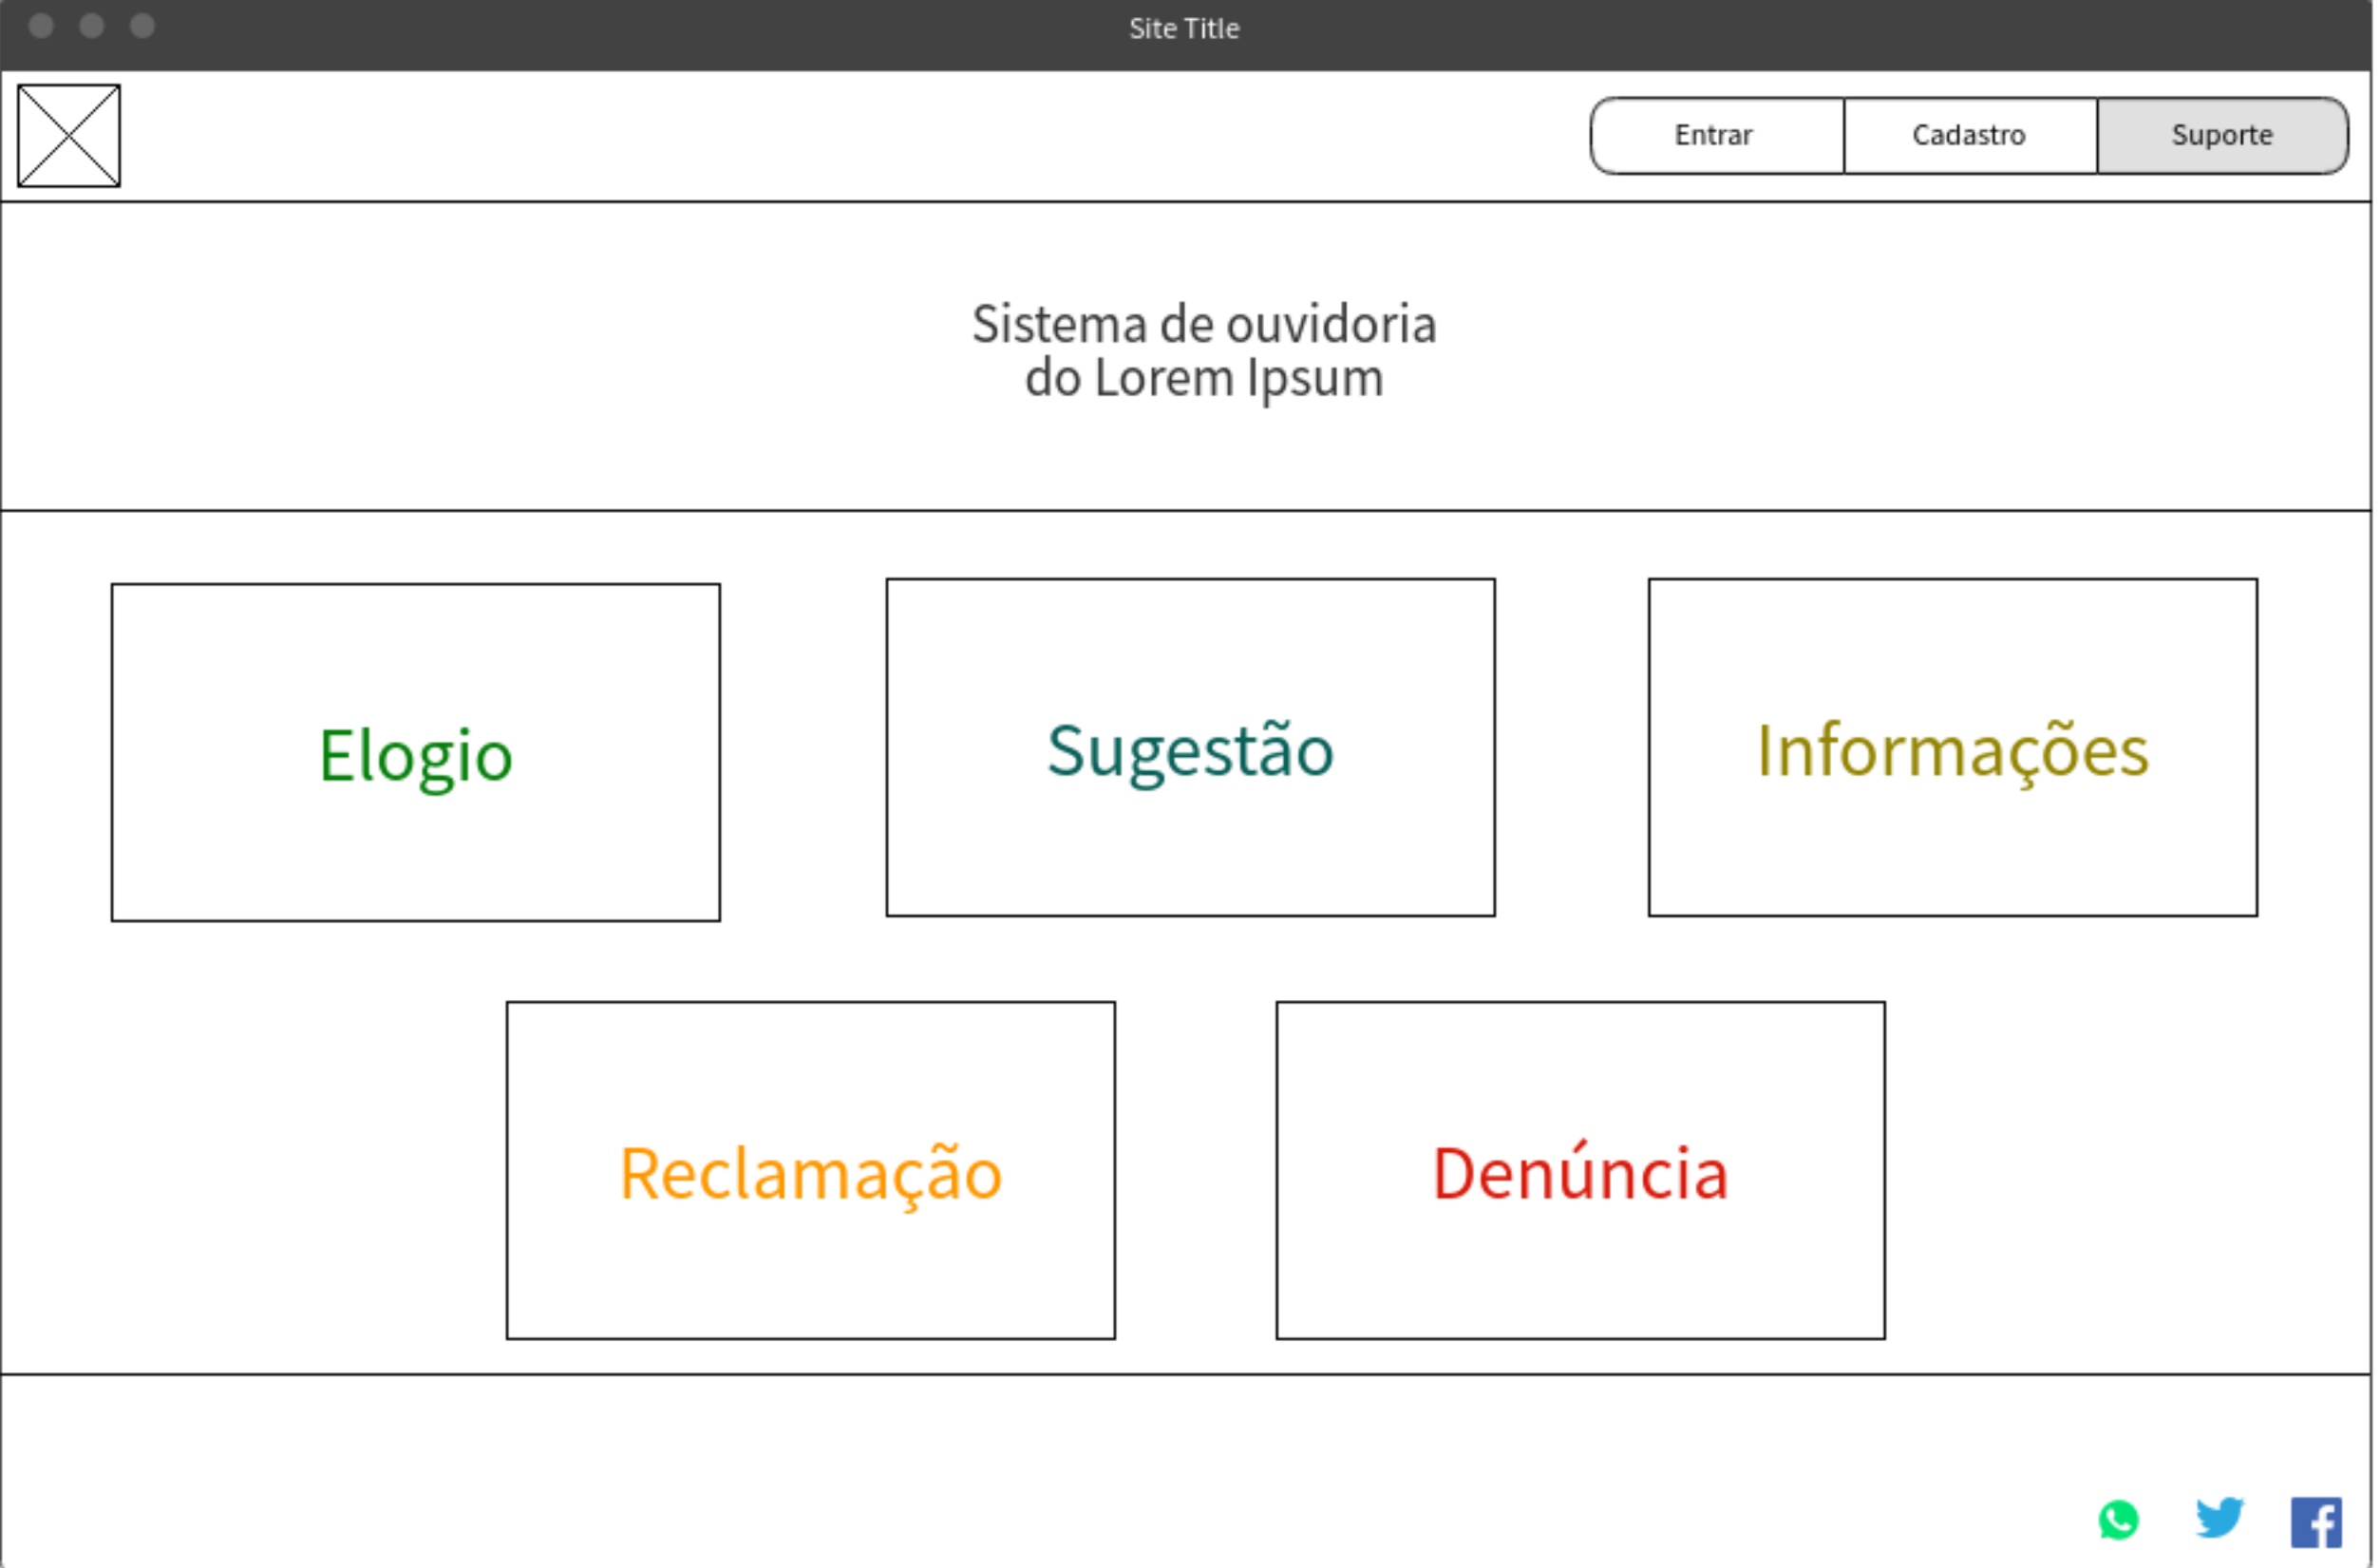 Site Title
Entrar
Cadastro
Suporte
Sistema de ouvidoria
do Lorem Ipsum
Elogio
Sugestão
Informações
Reclamação
Denúncia